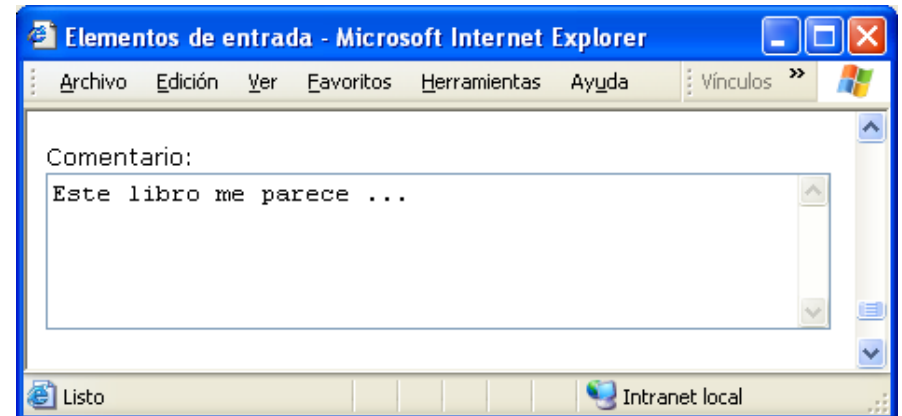 Elementos de entrada - Microsoft Internet Explorer
Archivo Edición Ver Favoritos Herramientas Ayuda Vínculos »
Comentario:
Este libro me parece ...
Listo Intranet local